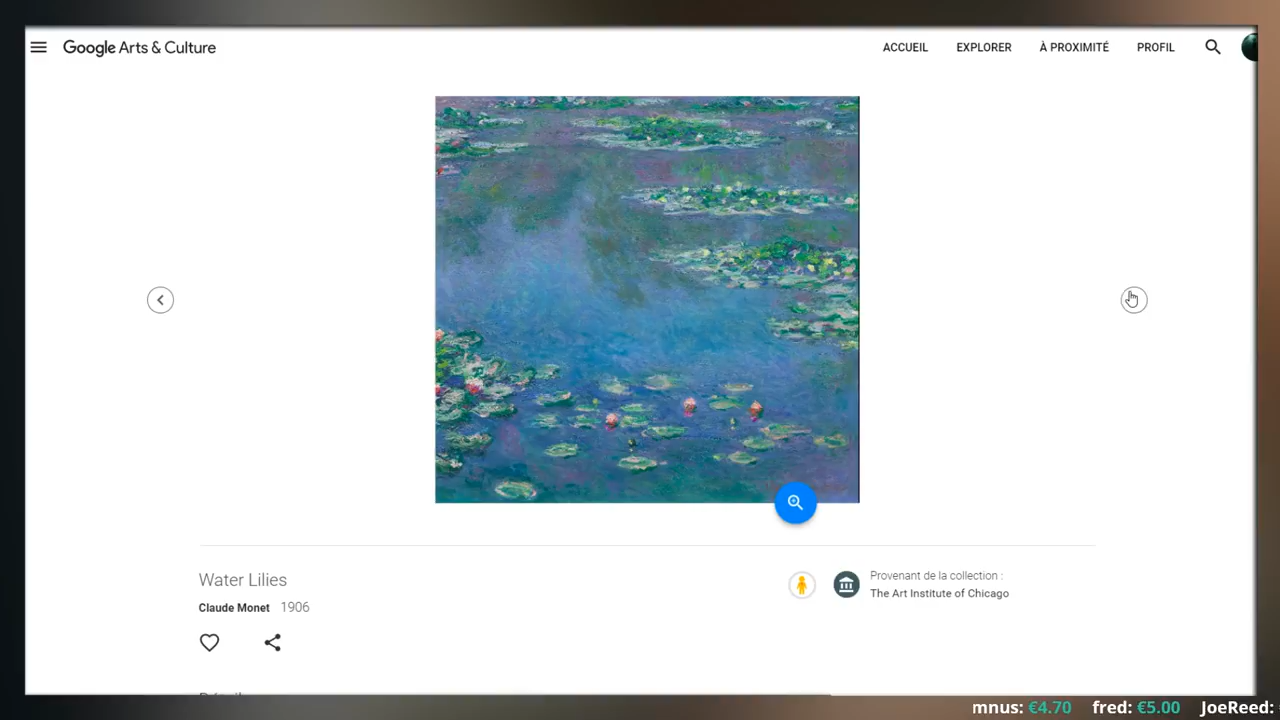 Google Arts & Culture
ACCUEIL EXPLORER À PROXIMITÉ PROFIL
Water Lilies
Claude Monet 1906
Provenant de la collection :
The Art Institute of Chicago
mnus: €4.70 fred: €5.00 JoeReed: